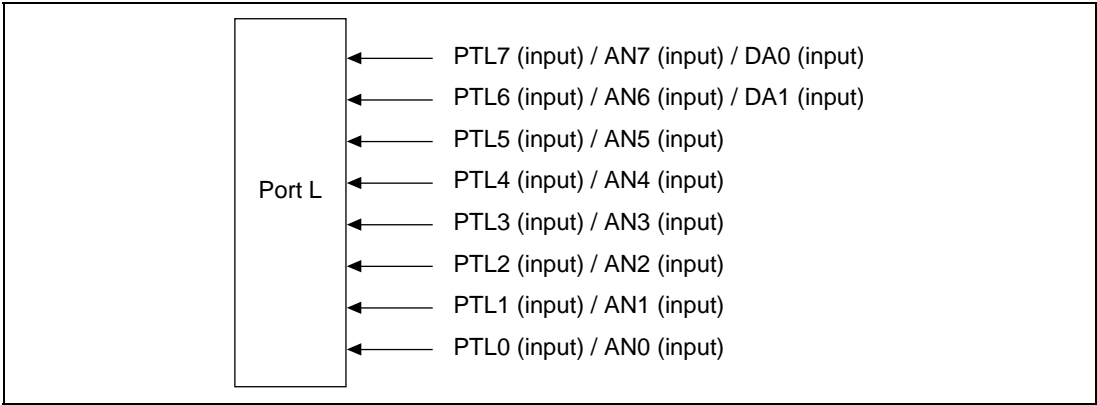 PTL7 (input) / AN7 (input) / DA0 (input)
PTL6 (input) / AN6 (input) / DA1 (input)
PTL5 (input) / AN5 (input)
PTL4 (input) / AN4 (input)
Port L
PTL3 (input) / AN3 (input)
PTL2 (input) / AN2 (input)
PTL1 (input) / AN1 (input)
PTL0 (input) / AN0 (input)